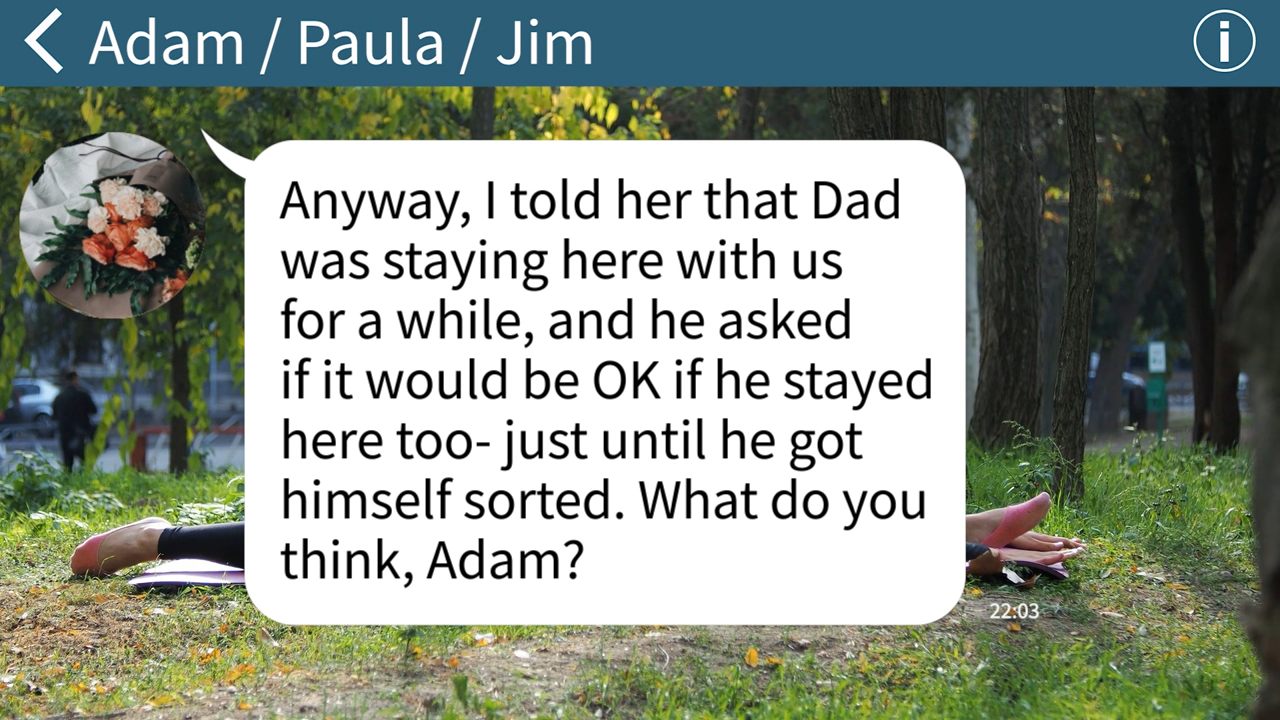 Adam / Paula / Jim
i
Anyway, I told her that Dad
was staying here with us
for a while, and he asked
if it would be OK if he stayed
here too- just until he got
himself sorted. What do you
think, Adam?
22:03